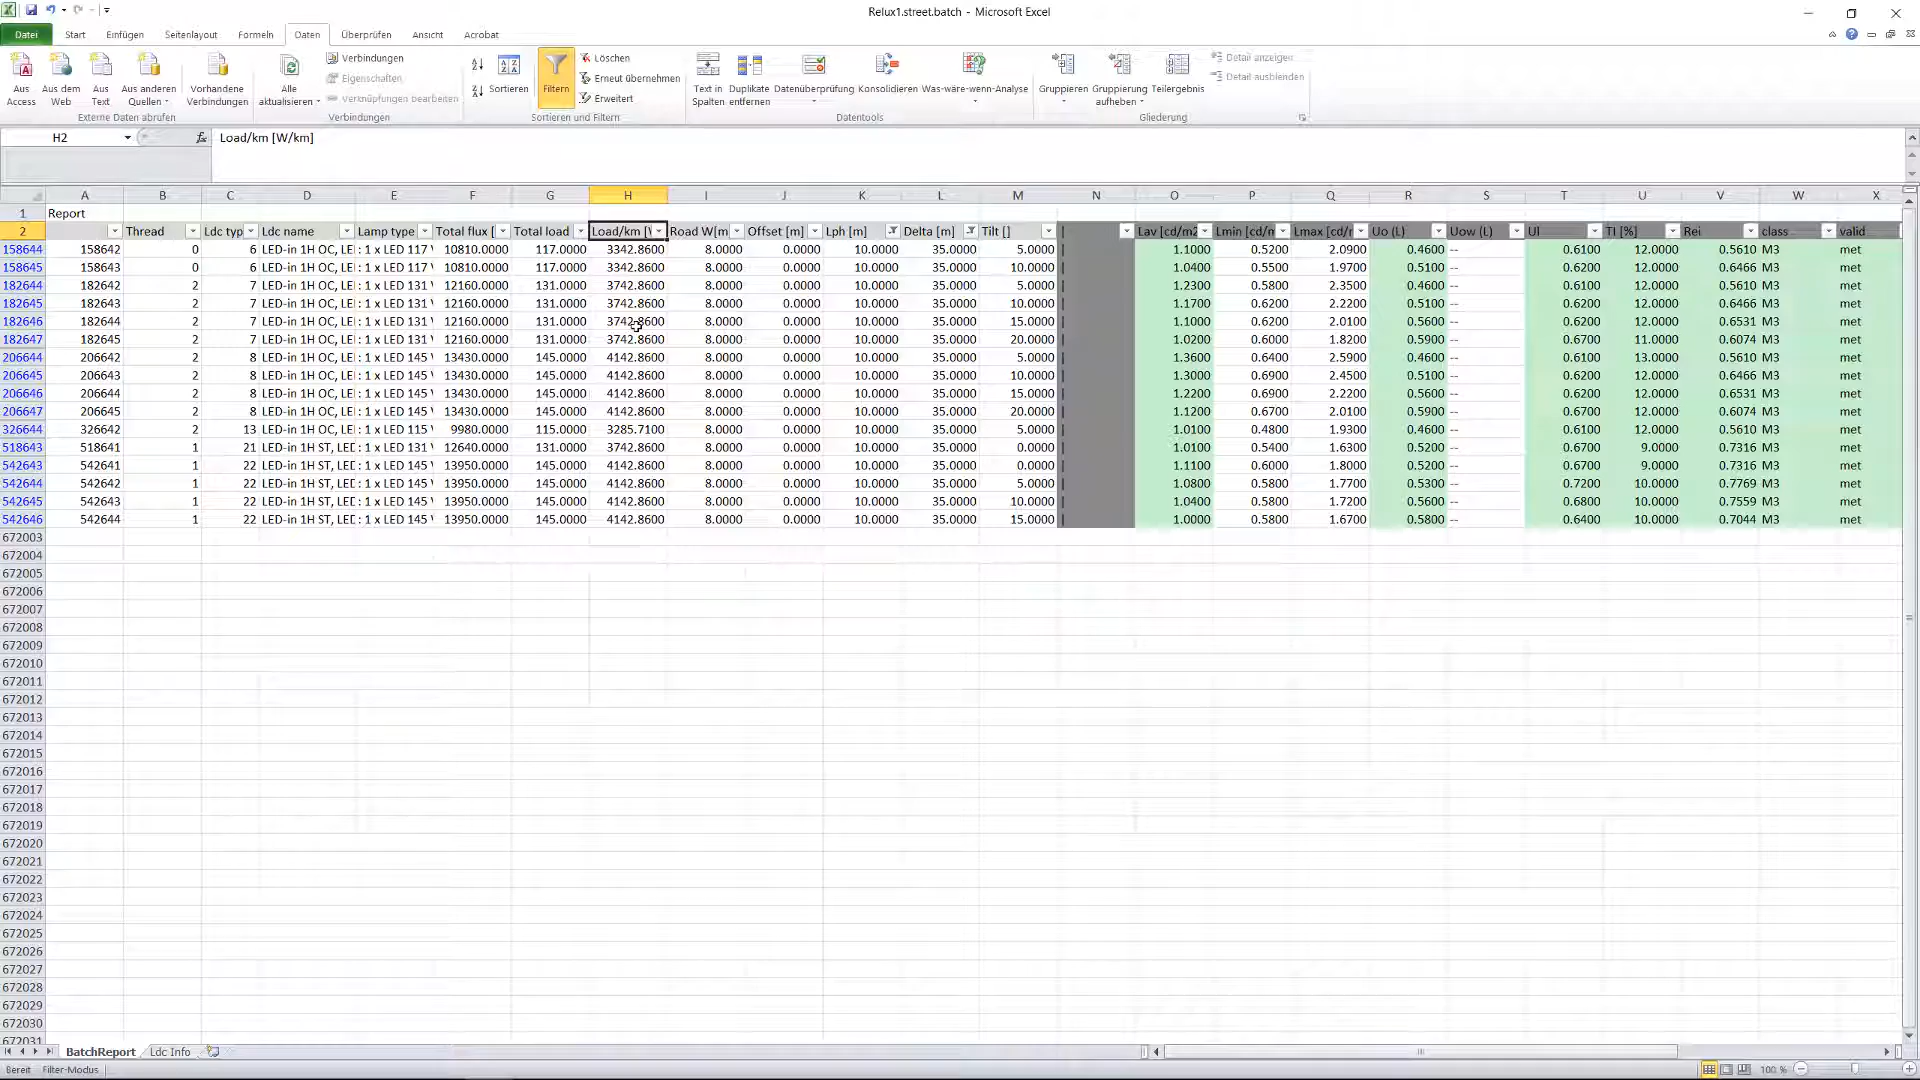 Relux1.street.batch - Microsoft Excel
Datei Start Einfügen Seitenlayout Formeln Daten Überprüfen Ansicht Acrobat
Aus Access
Aus dem Web
Aus Text
Aus anderen Quellen
Vorhandene Verbindungen
Externe Daten abrufen
Alle aktualisieren
Verbindungen
Eigenschaften
Verknüpfungen bearbeiten
Verbindungen
Sortieren
Filtern
Löschen
Erneut übernehmen
Erweitert
Sortieren und Filtern
Text in Spalten
Duplikate entfernen
Datenüberprüfung
Konsolidieren
Was-wäre-wenn-Analyse
Datentools
Gruppieren
Gruppierung aufheben
Teilergebnis
Detail anzeigen
Detail ausblenden
Gliederung
H2 fx Load/km [W/km]
A B C D E F G H I J K L M N O P Q R S T U V W X
1 Report
2 Thread Ldc typ Ldc name Lamp type Total flux [ Total load Load/km [ Road W[m Offset [m] Lph [m] Delta [m] Tilt [] | Lav [cd/m2 Lmin [cd/m Lmax [cd/m Uo (L) Uow (L) UI TI [%] Rei class valid
158644 158642 0 6 LED-in 1H OC, LE : 1 x LED 117 10810.0000 117.0000 3342.8600 8.0000 0.0000 10.0000 35.0000 5.0000 | 1.1000 0.5200 2.0900 0.4600 -- 0.6100 12.0000 0.5610 M3 met
158645 158643 0 6 LED-in 1H OC, LE : 1 x LED 117 10810.0000 117.0000 3342.8600 8.0000 0.0000 10.0000 35.0000 10.0000 | 1.0400 0.5500 1.9700 0.5100 -- 0.6200 12.0000 0.6466 M3 met
182644 182642 2 7 LED-in 1H OC, LE : 1 x LED 131 12160.0000 131.0000 3742.8600 8.0000 0.0000 10.0000 35.0000 5.0000 | 1.2300 0.5800 2.3500 0.4600 -- 0.6100 12.0000 0.5610 M3 met
182645 182643 2 7 LED-in 1H OC, LE : 1 x LED 131 12160.0000 131.0000 3742.8600 8.0000 0.0000 10.0000 35.0000 10.0000 | 1.1700 0.6200 2.2200 0.5100 -- 0.6200 12.0000 0.6466 M3 met
182646 182644 2 7 LED-in 1H OC, LE : 1 x LED 131 12160.0000 131.0000 3742.8600 8.0000 0.0000 10.0000 35.0000 15.0000 | 1.1000 0.6200 2.0100 0.5600 -- 0.6200 12.0000 0.6531 M3 met
182647 182645 2 7 LED-in 1H OC, LE : 1 x LED 131 12160.0000 131.0000 3742.8600 8.0000 0.0000 10.0000 35.0000 20.0000 | 1.0200 0.6000 1.8200 0.5900 -- 0.6700 11.0000 0.6074 M3 met
206644 206642 2 8 LED-in 1H OC, LE : 1 x LED 145 13430.0000 145.0000 4142.8600 8.0000 0.0000 10.0000 35.0000 5.0000 | 1.3600 0.6400 2.5900 0.4600 -- 0.6100 13.0000 0.5610 M3 met
206645 206643 2 8 LED-in 1H OC, LE : 1 x LED 145 13430.0000 145.0000 4142.8600 8.0000 0.0000 10.0000 35.0000 10.0000 | 1.3000 0.6900 2.4500 0.5100 -- 0.6200 12.0000 0.6466 M3 met
206646 206644 2 8 LED-in 1H OC, LE : 1 x LED 145 13430.0000 145.0000 4142.8600 8.0000 0.0000 10.0000 35.0000 15.0000 | 1.2200 0.6900 2.2200 0.5600 -- 0.6200 12.0000 0.6531 M3 met
206647 206645 2 8 LED-in 1H OC, LE : 1 x LED 145 13430.0000 145.0000 4142.8600 8.0000 0.0000 10.0000 35.0000 20.0000 | 1.1200 0.6700 2.0100 0.5900 -- 0.6700 12.0000 0.6074 M3 met
326644 326642 2 13 LED-in 1H OC, LE : 1 x LED 115 9980.0000 115.0000 3285.7100 8.0000 0.0000 10.0000 35.0000 5.0000 | 1.0100 0.4800 1.9300 0.4600 -- 0.6100 12.0000 0.5610 M3 met
518643 518641 1 21 LED-in 1H ST, LED : 1 x LED 131 12640.0000 131.0000 3742.8600 8.0000 0.0000 10.0000 35.0000 0.0000 | 1.0100 0.5400 1.6300 0.5200 -- 0.6700 9.0000 0.7316 M3 met
542643 542641 1 22 LED-in 1H ST, LED : 1 x LED 145 13950.0000 145.0000 4142.8600 8.0000 0.0000 10.0000 35.0000 0.0000 | 1.1100 0.6000 1.8000 0.5200 -- 0.6700 9.0000 0.7316 M3 met
542644 542642 1 22 LED-in 1H ST, LED : 1 x LED 145 13950.0000 145.0000 4142.8600 8.0000 0.0000 10.0000 35.0000 5.0000 | 1.0800 0.5800 1.7700 0.5300 -- 0.7200 10.0000 0.7769 M3 met
542645 542643 1 22 LED-in 1H ST, LED : 1 x LED 145 13950.0000 145.0000 4142.8600 8.0000 0.0000 10.0000 35.0000 10.0000 | 1.0400 0.5800 1.7200 0.5600 -- 0.6800 10.0000 0.7559 M3 met
542646 542644 1 22 LED-in 1H ST, LED : 1 x LED 145 13950.0000 145.0000 4142.8600 8.0000 0.0000 10.0000 35.0000 15.0000 | 1.0000 0.5800 1.6700 0.5800 -- 0.6400 10.0000 0.7044 M3 met
672003
672004
672005
672006
672007
672008
672009
672010
672011
672012
672013
672014
672015
672016
672017
672018
672019
672020
672021
672022
672023
672024
672025
672026
672027
672028
672029
672030
672031
BatchReport Ldc Info
Bereit Filter-Modus 100 %